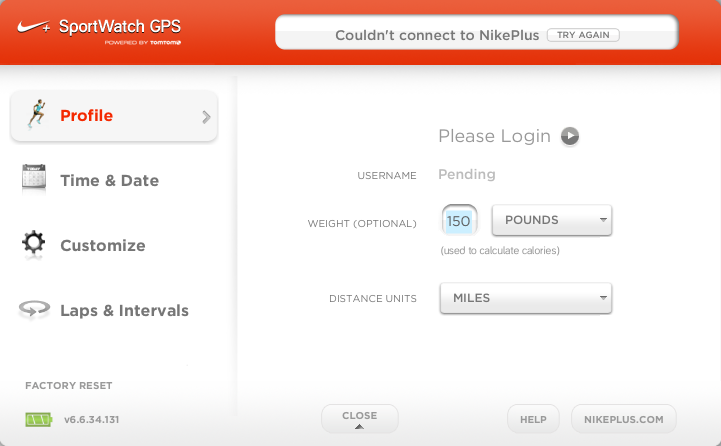 SportWatch GPS
POWERED BY TOMTOM
Couldn't connect to NikePlus TRY AGAIN
Profile
Time & Date
Customize
Laps & Intervals
FACTORY RESET
v6.6.34.131
Please Login
USERNAME Pending
WEIGHT (OPTIONAL) 150 POUNDS
(used to calculate calories)
DISTANCE UNITS MILES
CLOSE
HELP
NIKEPLUS.COM